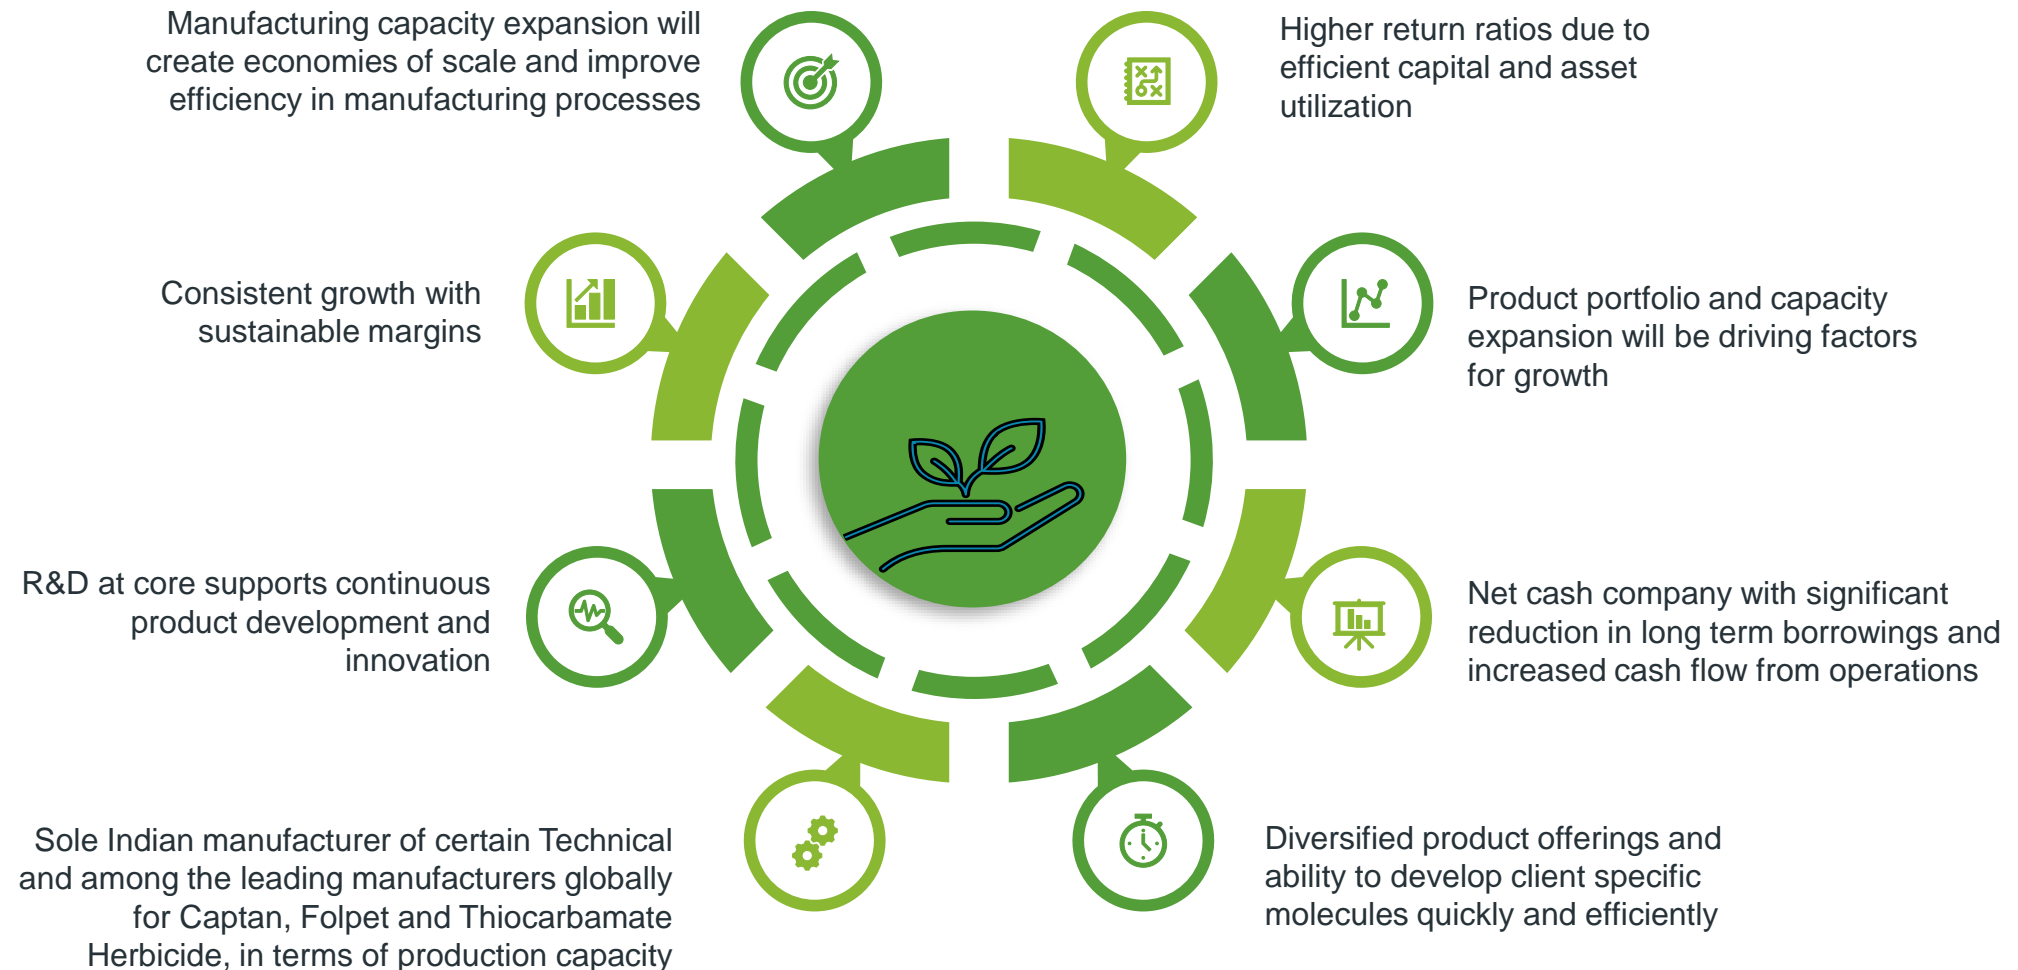 Manufacturing capacity expansion will
create economies of scale and improve
efficiency in manufacturing processes
Higher return ratios due to
efficient capital and asset
utilization
Consistent growth with
sustainable margins
Product portfolio and capacity
expansion will be driving factors
for growth
R&D at core supports continuous
product development and
innovation
Net cash company with significant
reduction in long term borrowings and
increased cash flow from operations
Sole Indian manufacturer of certain Technical
and among the leading manufacturers globally
for Captan, Folpet and Thiocarbamate
Herbicide, in terms of production capacity
Diversified product offerings and
ability to develop client specific
molecules quickly and efficiently